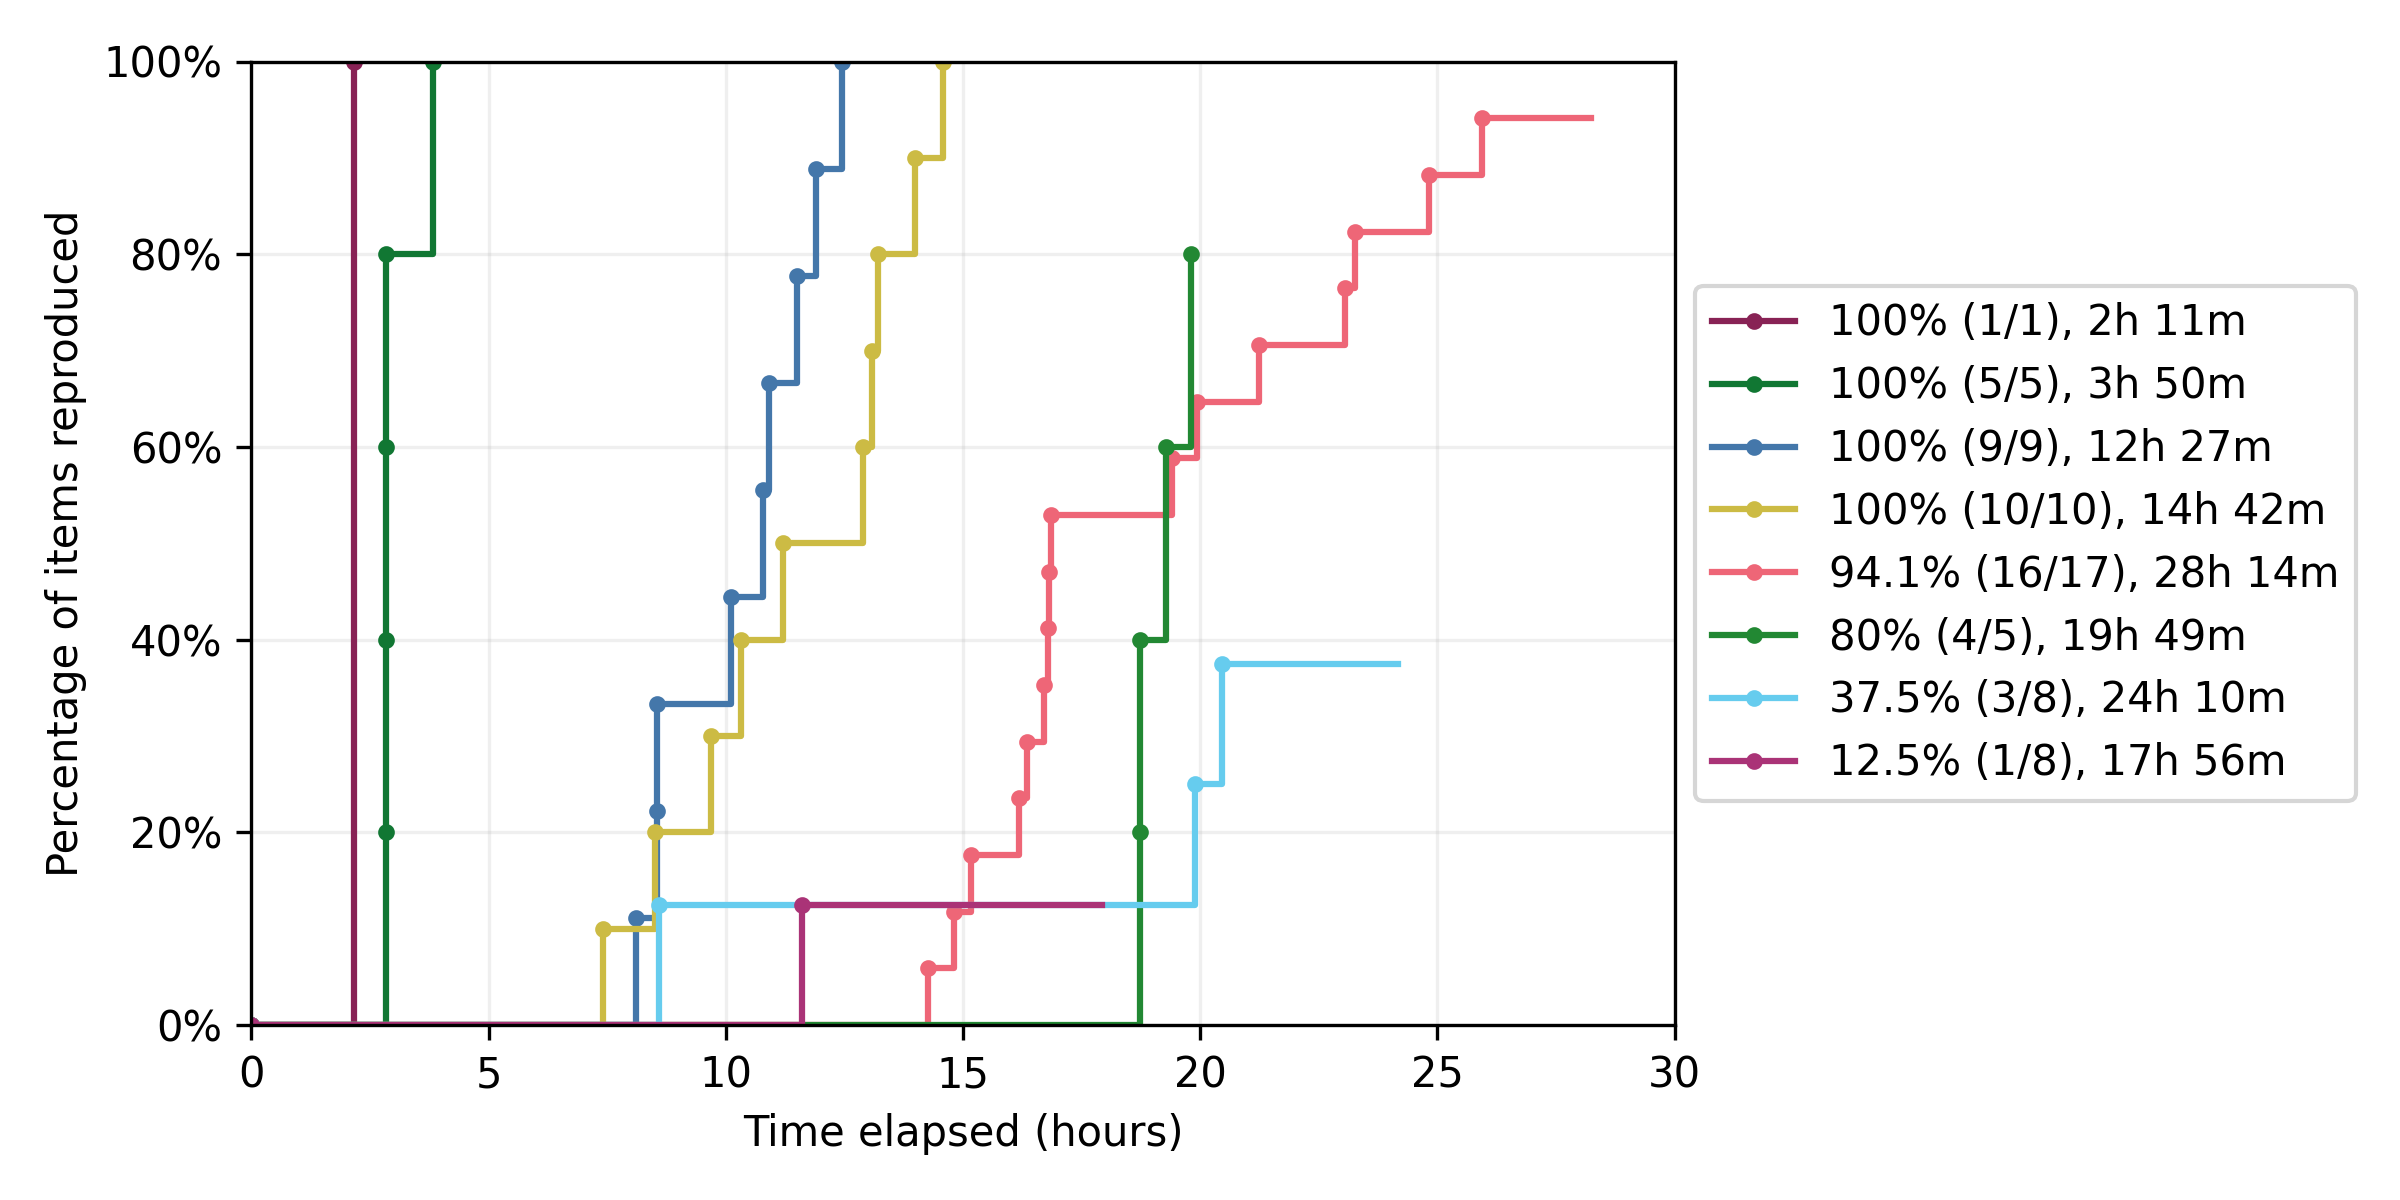 100%
80%
60%
40%
20%
0%
Percentage of items reproduced
0 5 10 15 20 25 30
Time elapsed (hours)
100% (1/1), 2h 11m
100% (5/5), 3h 50m
100% (9/9), 12h 27m
100% (10/10), 14h 42m
94.1% (16/17), 28h 14m
80% (4/5), 19h 49m
37.5% (3/8), 24h 10m
12.5% (1/8), 17h 56m